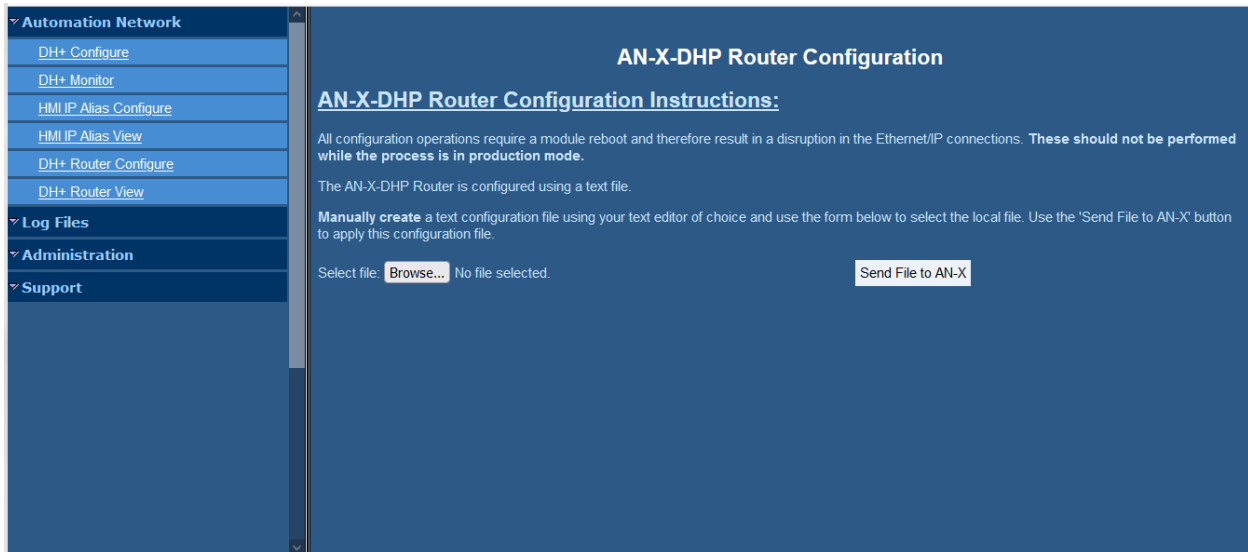 Automation Network
DH+ Configure
DH+ Monitor
HMI IP Alias Configure
HMI IP Alias View
DH+ Router Configure
DH+ Router View
Log Files
Administration
Support
AN-X-DHP Router Configuration
AN-X-DHP Router Configuration Instructions:
All configuration operations require a module reboot and therefore result in a disruption in the Ethernet/IP connections. These should not be performed
while the process is in production mode.
The AN-X-DHP Router is configured using a text file.
Manually create a text configuration file using your text editor of choice and use the form below to select the local file. Use the 'Send File to AN-X' button
to apply this configuration file.
Select file: Browse... No file selected. Send File to AN-X